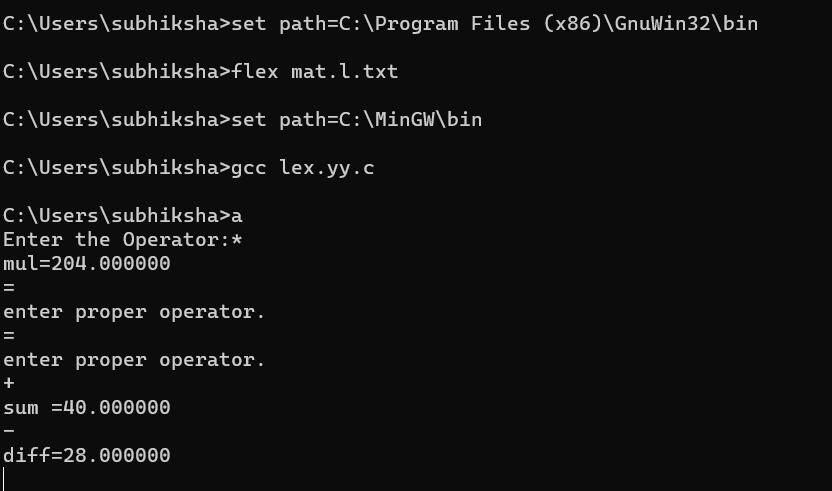 C:\Users\subhiksha>set path=C:\Program Files (x86)\GnuWin32\bin
C:\Users\subhiksha>flex mat.l.txt
C:\Users\subhiksha>set path=C:\MinGW\bin
C:\Users\subhiksha>gcc lex.yy.c
C:\Users\subhiksha>a
Enter the Operator:*
mul=204.000000
=
enter proper operator.
=
enter proper operator.
+
sum =40.000000
-
diff=28.000000